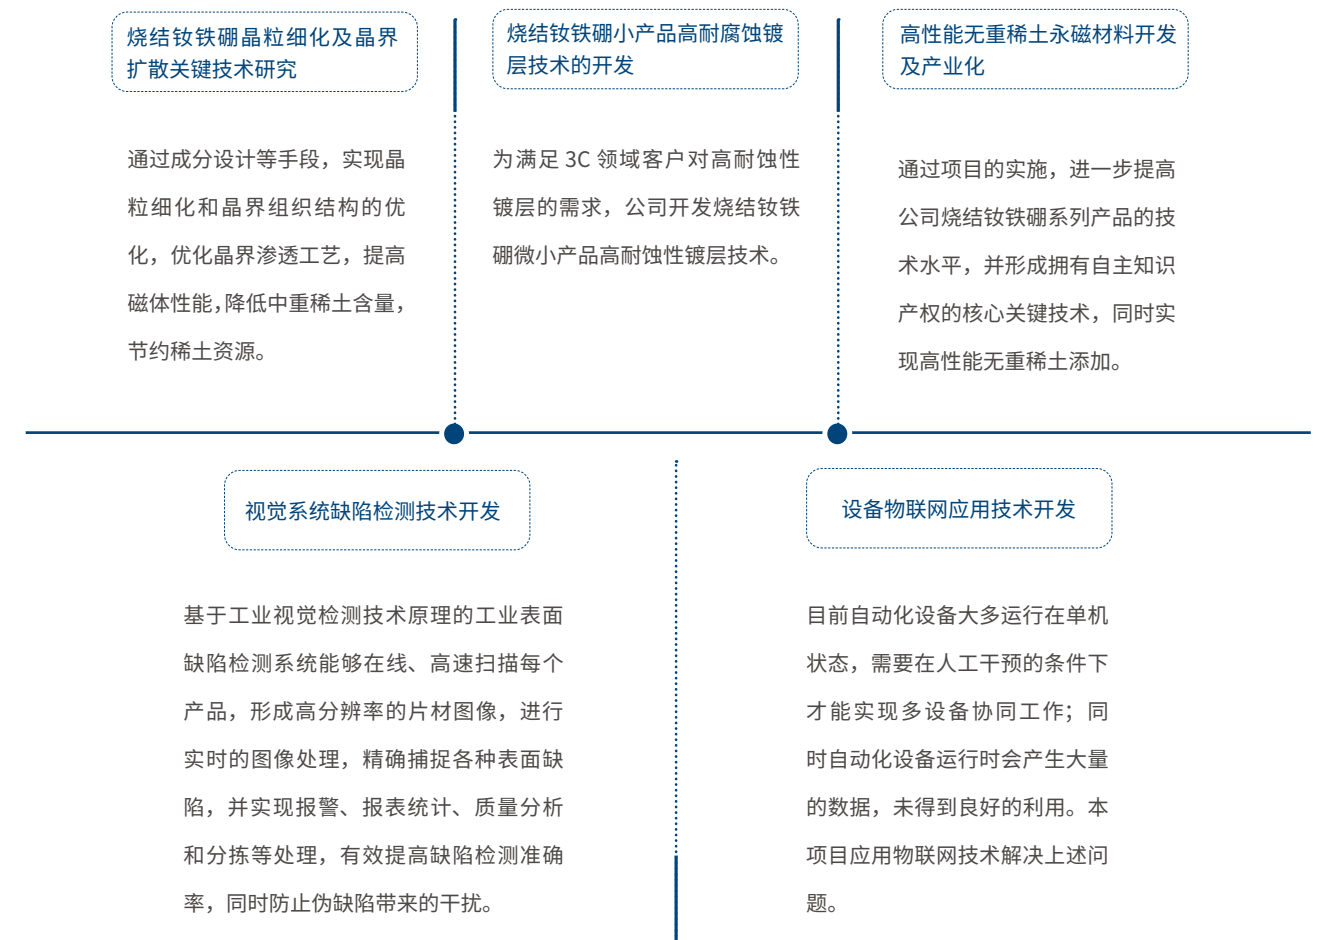 烧结钕铁硼晶粒细化及晶界
扩散关键技术研究
通过成分设计等手段，实现晶
粒细化和晶界组织结构的优
化，优化晶界渗透工艺，提高
磁体性能，降低中重稀土含量，
节约稀土资源。
烧结钕铁硼小产品高耐腐蚀镀
层技术的开发
为满足 3C 领域客户对高耐蚀性
镀层的需求，公司开发烧结钕铁
硼微小产品高耐蚀性镀层技术。
高性能无重稀土永磁材料开发
及产业化
通过项目的实施，进一步提高
公司烧结钕铁硼系列产品的技
术水平，并形成拥有自主知识
产权的核心关键技术，同时实
现高性能无重稀土添加。
视觉系统缺陷检测技术开发
基于工业视觉检测技术原理的工业表面
缺陷检测系统能够在线、高速扫描每个
产品，形成高分辨率的片材图像，进行
实时的图像处理，精确捕捉各种表面缺
陷，并实现报警、报表统计、质量分析
和分拣等处理，有效提高缺陷检测准确
率，同时防止伪缺陷带来的干扰。
设备物联网应用技术开发
目前自动化设备大多运行在单机
状态，需要在人工干预的条件下
才能实现多设备协同工作；同
时自动化设备运行时会产生大量
的数据，未得到良好的利用。本
项目应用物联网技术解决上述问
题。